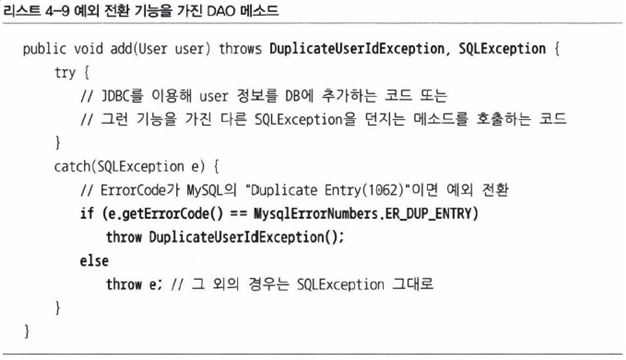 리스트 4-9 예외 전환 기능을 가진 DAO 메소드
public void add(User user) throws DuplicateUserIdException, SQLException {
try {
// JDBC를 이용해 user 정보를 DB에 추가하는 코드 또는
// 그런 기능을 가진 다른 SQLException을 던지는 메소드를 호출하는 코드
}
catch(SQLException e) {
// ErrorCode가 MySQL의 "Duplicate Entry(1062)"이면 예외 전환
if (e.getErrorCode() == MysqlErrorNumbers.ER_DUP_ENTRY)
throw DuplicateUserIdException();
else
throw e; // 그 외의 경우는 SQLException 그대로
}
}